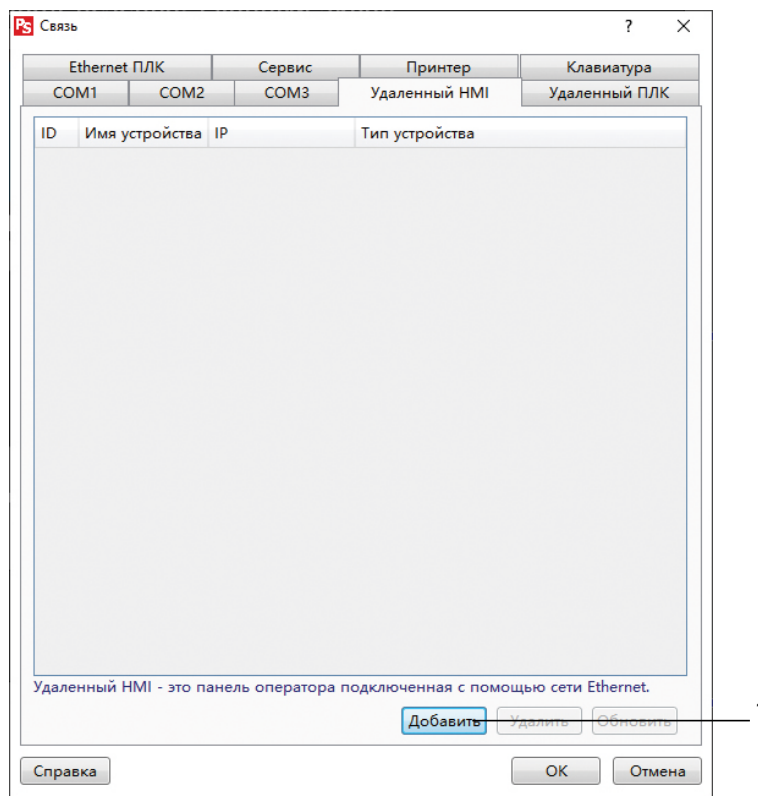 PS Связь ? ×
Ethernet ПЛК Сервис Принтер Клавиатура
COM1 COM2 COM3 Удаленный HMI Удаленный ПЛК
ID Имя устройства IP Тип устройства
Удаленный HMI - это панель оператора подключенная с помощью сети Ethernet.
Добавить Удалить Обновить
Справка OK Отмена